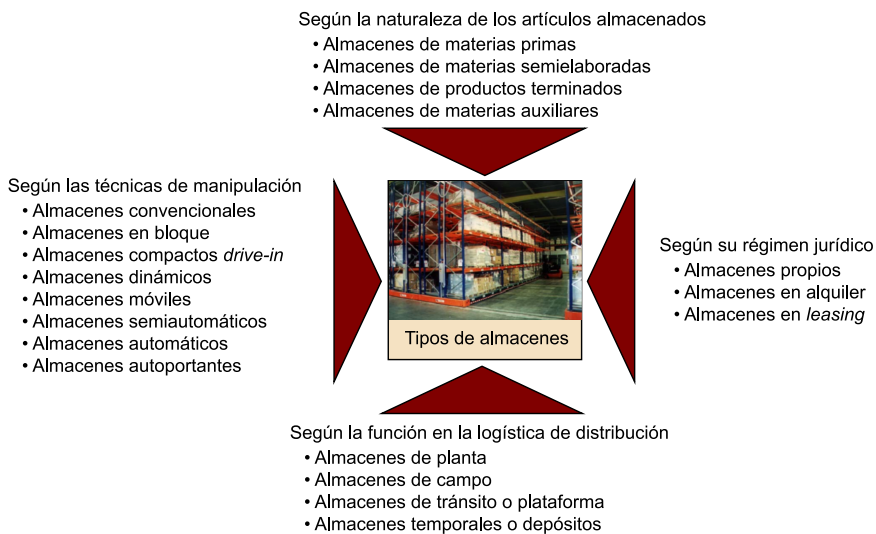 Según la naturaleza de los artículos almacenados
• Almacenes de materias primas
• Almacenes de materias semielaboradas
• Almacenes de productos terminados
• Almacenes de materias auxiliares
Según las técnicas de manipulación
• Almacenes convencionales
• Almacenes en bloque
• Almacenes compactos drive-in
• Almacenes dinámicos
• Almacenes móviles
• Almacenes semiautomáticos
• Almacenes automáticos
• Almacenes autoportantes
Tipos de almacenes
Según su régimen jurídico
• Almacenes propios
• Almacenes en alquiler
• Almacenes en leasing
Según la función en la logística de distribución
• Almacenes de planta
• Almacenes de campo
• Almacenes de tránsito o plataforma
• Almacenes temporales o depósitos